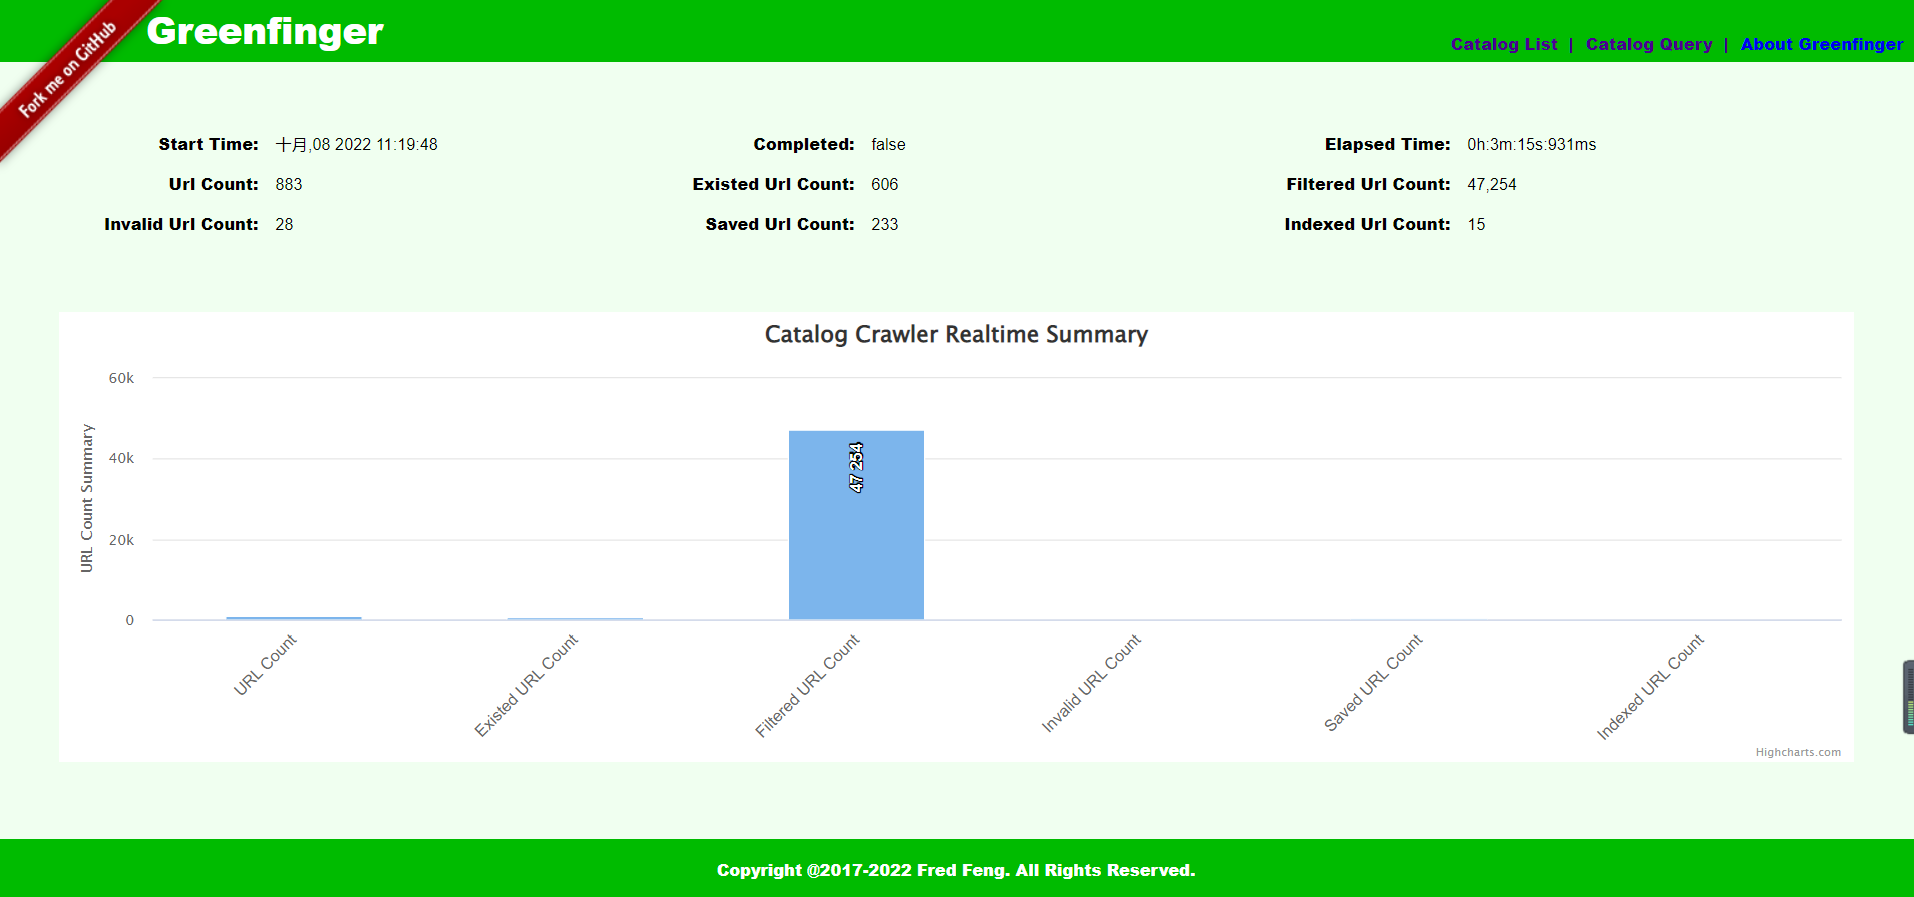 Fork me on GitHub
Greenfinger
Catalog List | Catalog Query | About Greenfinger
Start Time: 十月,08 2022 11:19:48 Completed: false Elapsed Time: 0h:3m:15s:931ms
Url Count: 883 Existed Url Count: 606 Filtered Url Count: 47,254
Invalid Url Count: 28 Saved Url Count: 233 Indexed Url Count: 15
Catalog Crawler Realtime Summary
URL Count Summary
60k
40k
20k
0
47 254
URL Count
Existed URL Count
Filtered URL Count
Invalid URL Count
Saved URL Count
Indexed URL Count
Highcharts.com
Copyright @2017-2022 Fred Feng. All Rights Reserved.